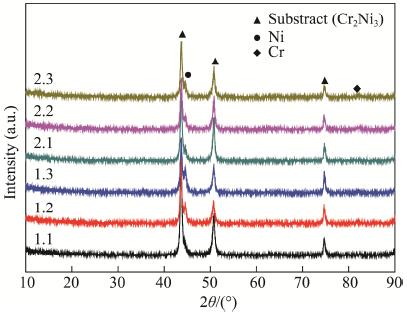 ▲ Substract (Cr₂Ni₃)
● Ni
◆ Cr
2.3
2.2
2.1
1.3
1.2
1.1
Intensity (a.u.)
10 20 30 40 50 60 70 80 90
2θ/(°)